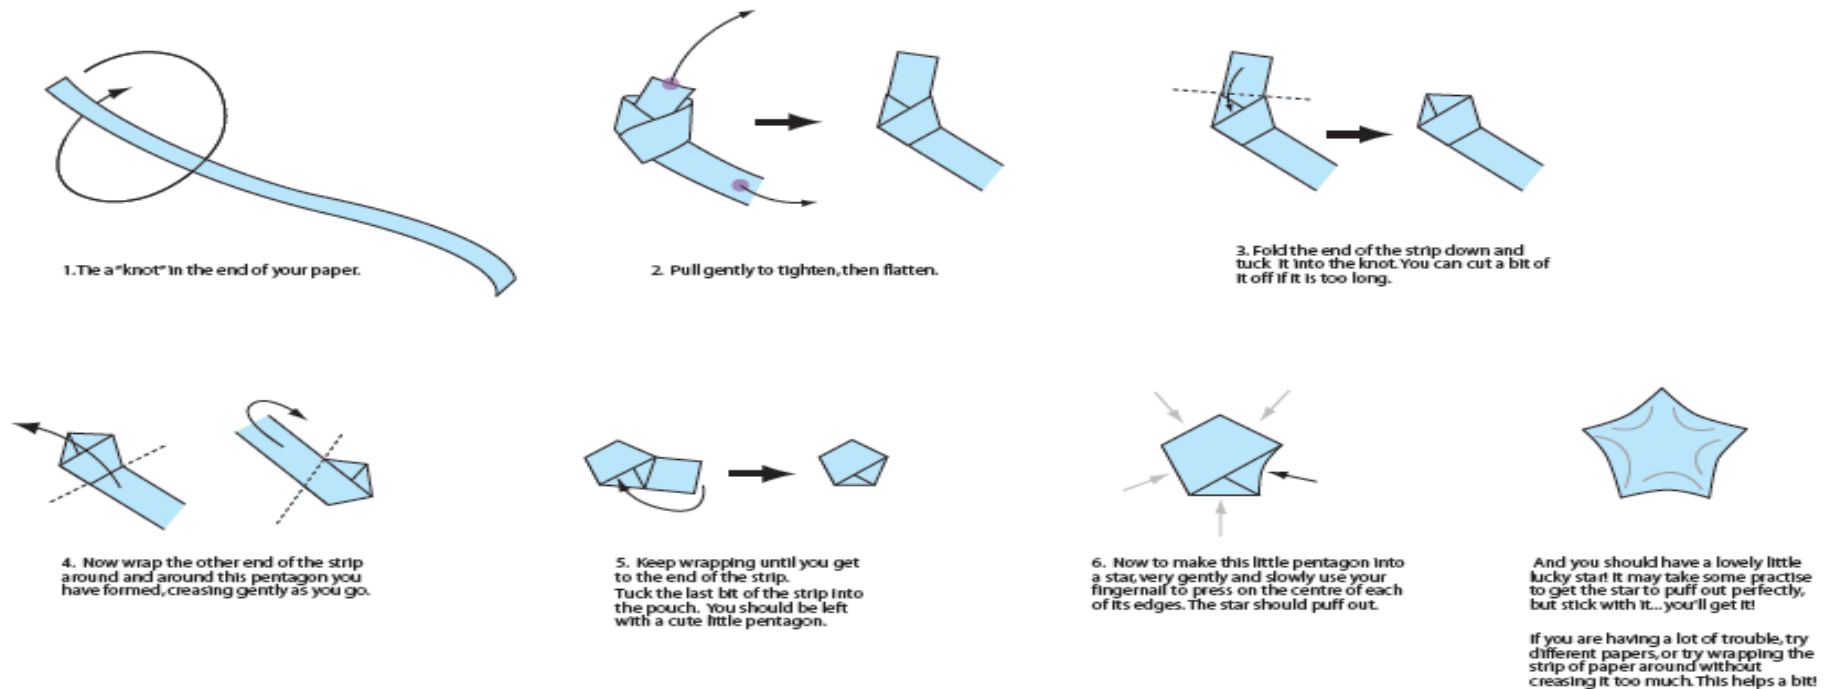 1.Tie a "knot" in the end of your paper.
2. Pull gently to tighten, then flatten.
3. Fold the end of the strip down and
tuck it into the knot. You can cut a bit of
it off if it is too long.
4. Now wrap the other end of the strip
around and around this pentagon you
have formed, creasing gently as you go.
5. Keep wrapping until you get
to the end of the strip.
Tuck the last bit of the strip into
the pouch. You should be left
with a cute little pentagon.
6. Now to make this little pentagon into
a star, very gently and slowly use your
fingernail to press on the centre of each
of its edges. The star should puff out.
And you should have a lovely little
lucky star! It may take some practise
to get the star to puff out perfectly,
but stick with it... you'll get it!
If you are having a lot of trouble, try
different papers, or try wrapping the
strip of paper around without
creasing it too much. This helps a bit!